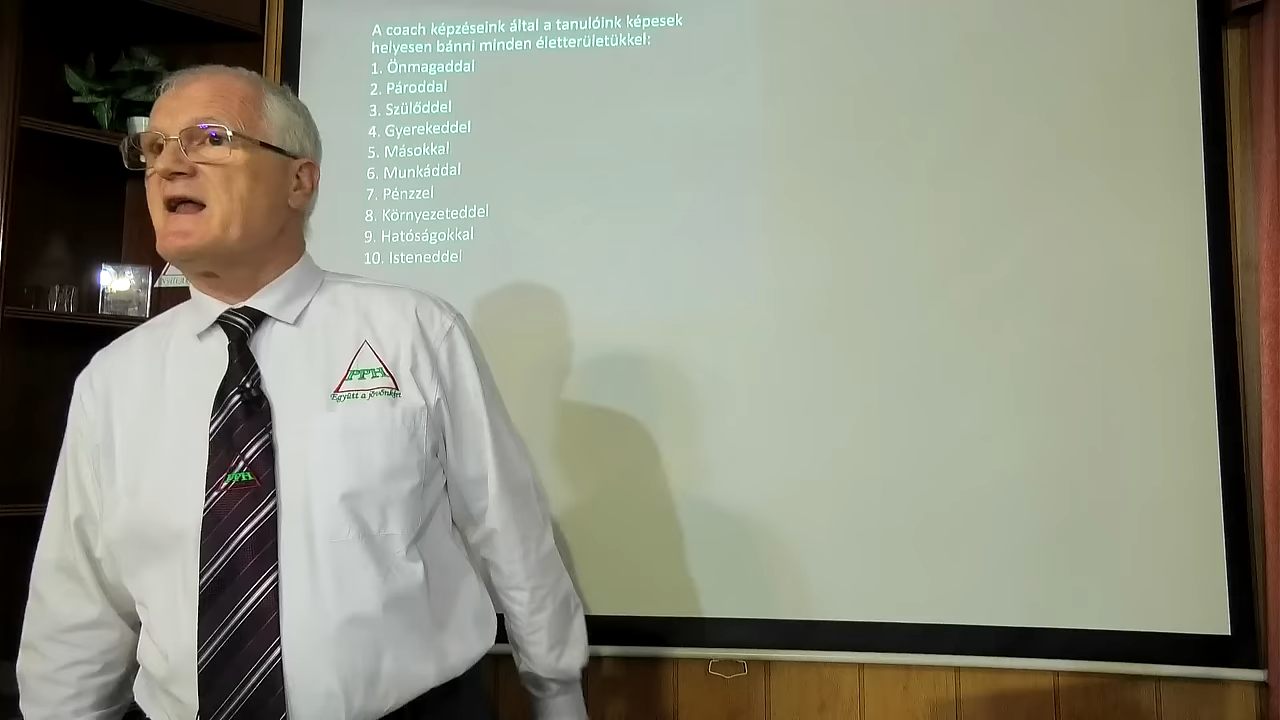 A coach képzéseink által a tanulóink képesek
helyesen bánni minden életterületükkel:
1. Önmagaddal
2. Pároddal
3. Szülőddel
4. Gyerekeddel
5. Másokkal
6. Munkáddal
7. Pénzzel
8. Környezeteddel
9. Hatóságokkal
10. Isteneddel
PPH
Együtt a jövőnkért
PPH